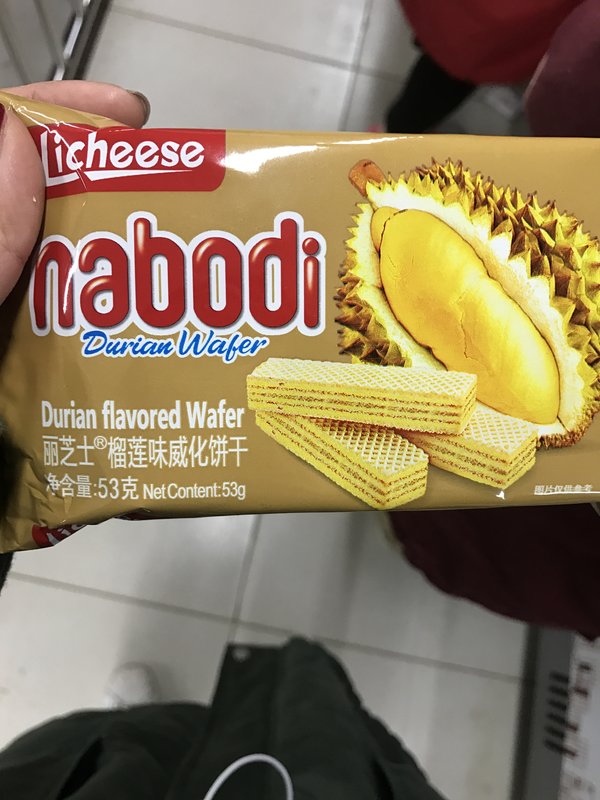 Licheese
nabodi
Durian Wafer
Durian flavored Wafer
丽芝士®榴莲味威化饼干
净含量:53克 Net Content:53g
图片仅供参考